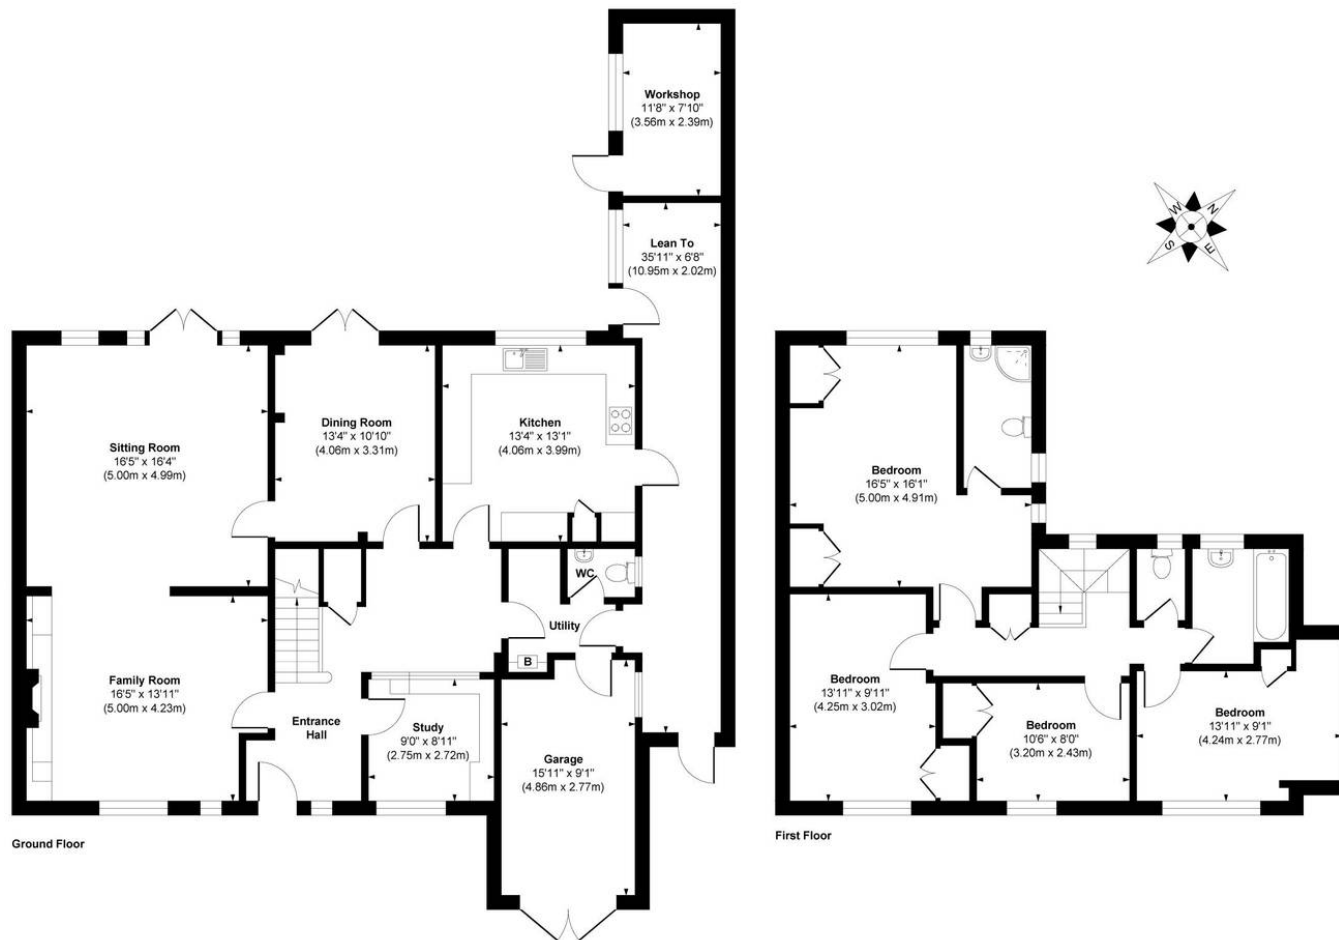 Workshop
11'8" x 7'10"
(3.56m x 2.39m)
Lean To
35'11" x 6'8"
(10.95m x 2.02m)
W
N
S
E
Sitting Room
16'5" x 16'4"
(5.00m x 4.99m)
Dining Room
13'4" x 10'10"
(4.06m x 3.31m)
Kitchen
13'4" x 13'1"
(4.06m x 3.99m)
WC
Utility
B
Family Room
16'5" x 13'11"
(5.00m x 4.23m)
Entrance
Hall
Study
9'0" x 8'11"
(2.75m x 2.72m)
Garage
15'11" x 9'1"
(4.86m x 2.77m)
Ground Floor
Bedroom
16'5" x 16'1"
(5.00m x 4.91m)
Bedroom
13'11" x 9'11"
(4.25m x 3.02m)
Bedroom
10'6" x 8'0"
(3.20m x 2.43m)
Bedroom
13'11" x 9'1"
(4.24m x 2.77m)
First Floor